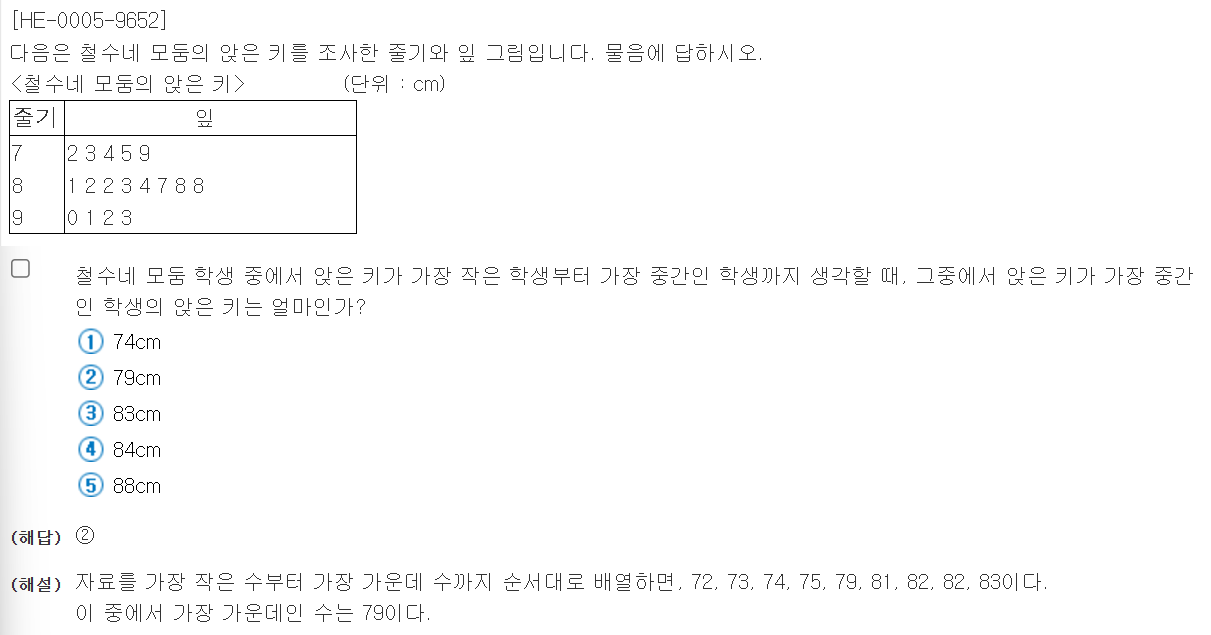 [HE-0005-9652]
다음은 철수네 모둠의 앉은 키를 조사한 줄기와 잎 그림입니다. 물음에 답하시오.
<철수네 모둠의 앉은 키> (단위 : cm)
줄기 잎
7 2 3 4 5 9
8 1 2 2 3 4 7 8 8
9 0 1 2 3
철수네 모둠 학생 중에서 앉은 키가 가장 작은 학생부터 가장 중간인 학생까지 생각할 때, 그중에서 앉은 키가 가장 중간
인 학생의 앉은 키는 얼마인가?
① 74cm
② 79cm
③ 83cm
④ 84cm
⑤ 88cm
(해답) ②
(해설) 자료를 가장 작은 수부터 가장 가운데 수까지 순서대로 배열하면, 72, 73, 74, 75, 79, 81, 82, 82, 83이다.
이 중에서 가장 가운데인 수는 79이다.